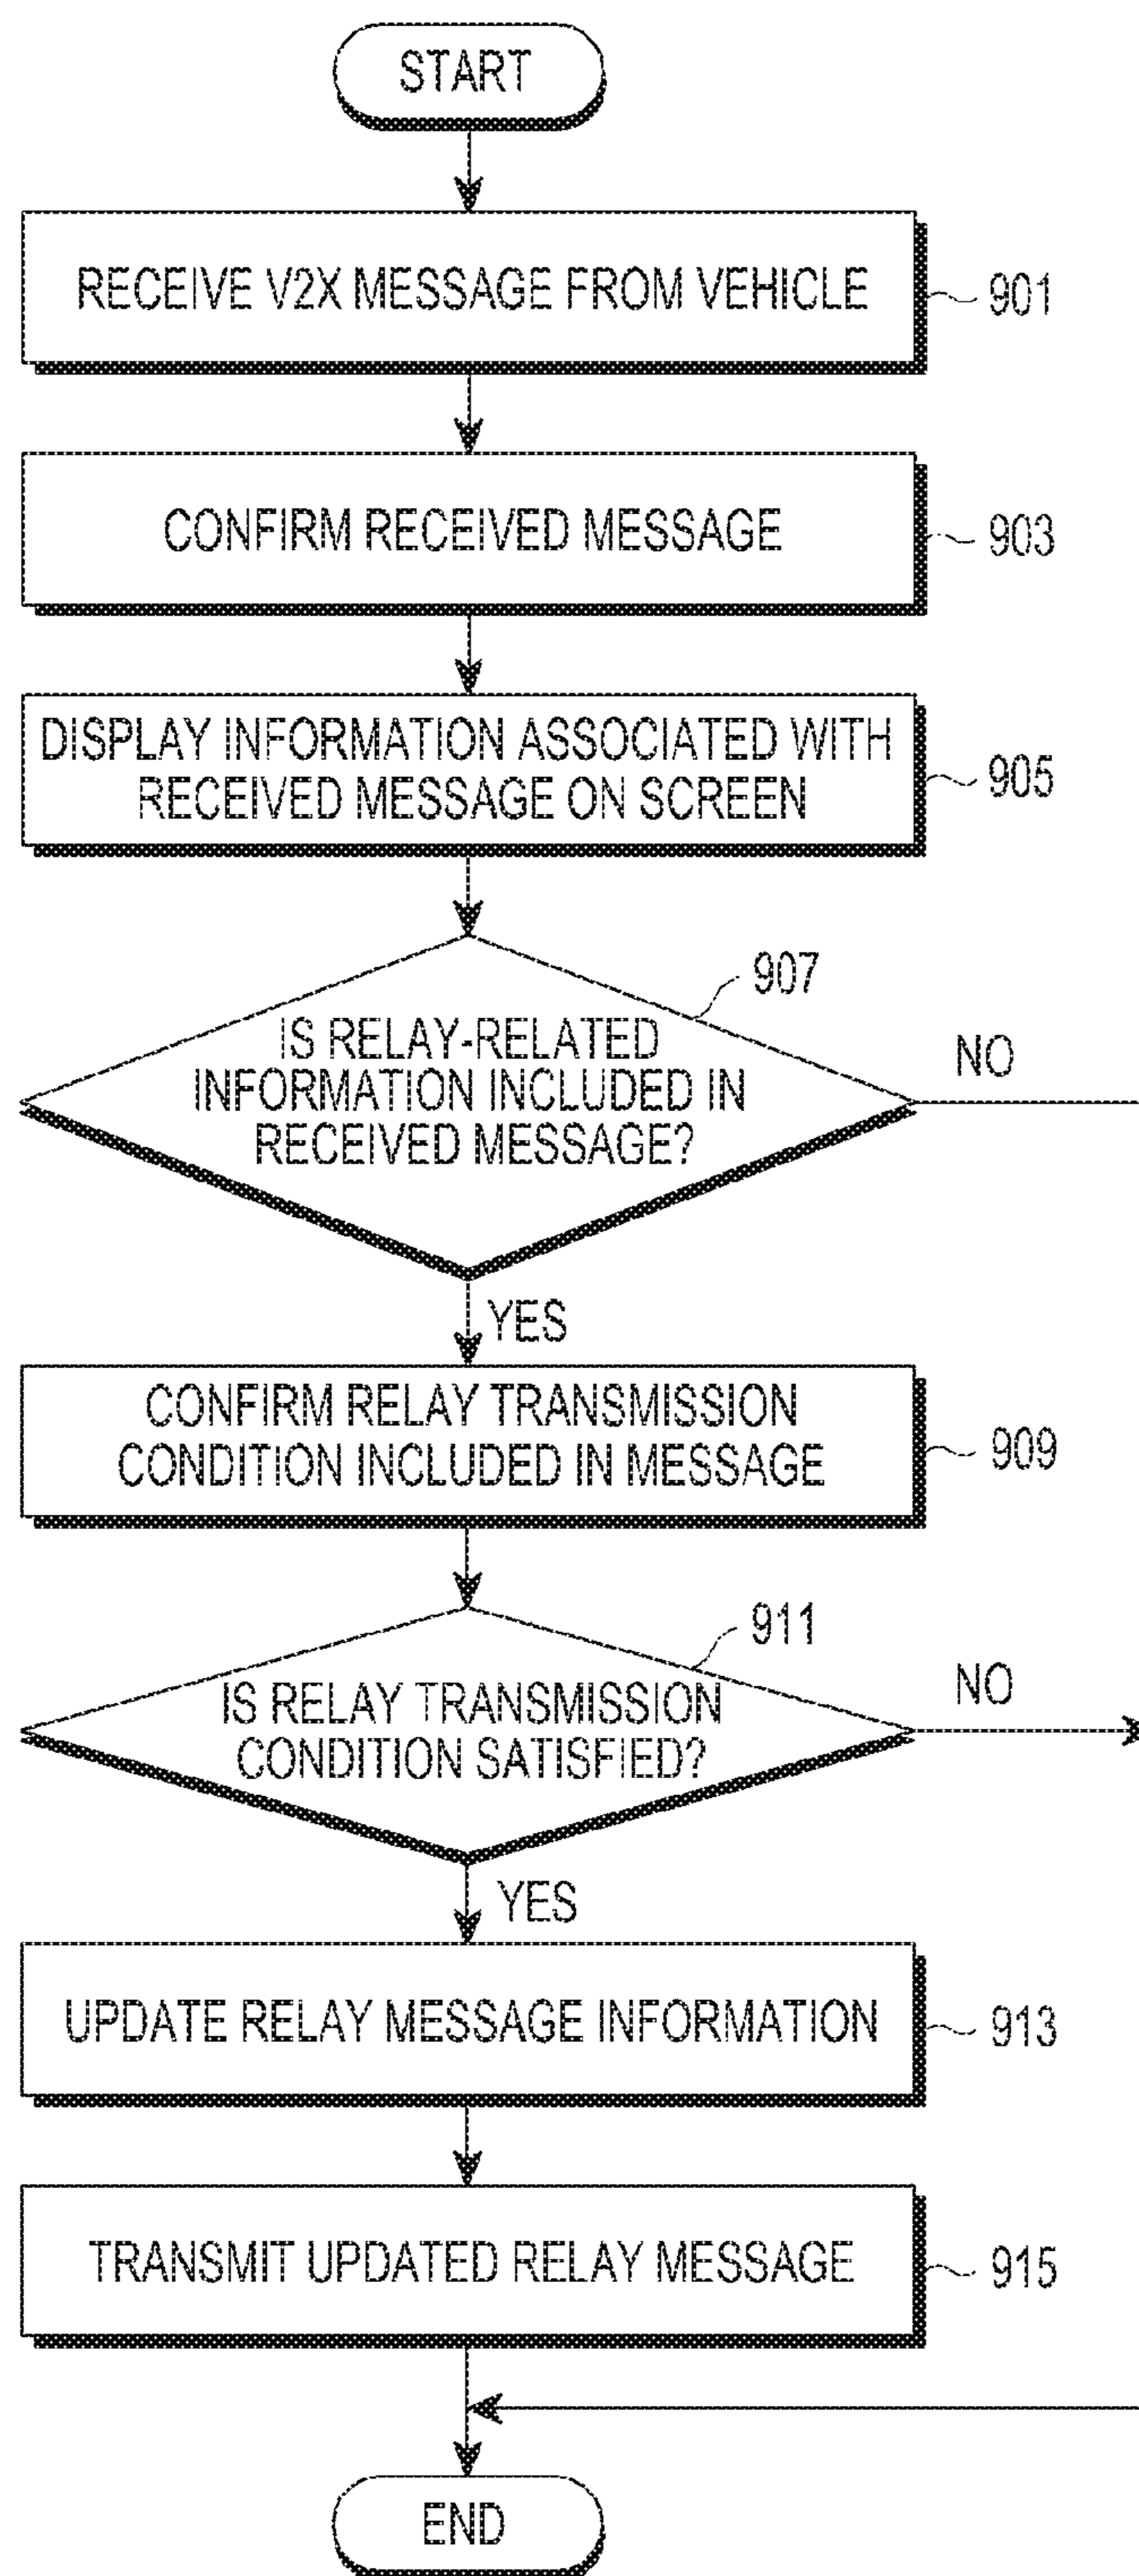 START
RECEIVE V2X MESSAGE FROM VEHICLE
901
CONFIRM RECEIVED MESSAGE
903
DISPLAY INFORMATION ASSOCIATED WITH
RECEIVED MESSAGE ON SCREEN
905
907
IS RELAY-RELATED
INFORMATION INCLUDED IN
RECEIVED MESSAGE?
NO
YES
CONFIRM RELAY TRANSMISSION
CONDITION INCLUDED IN MESSAGE
909
911
IS RELAY TRANSMISSION
CONDITION SATISFIED?
NO
YES
UPDATE RELAY MESSAGE INFORMATION
913
TRANSMIT UPDATED RELAY MESSAGE
915
END